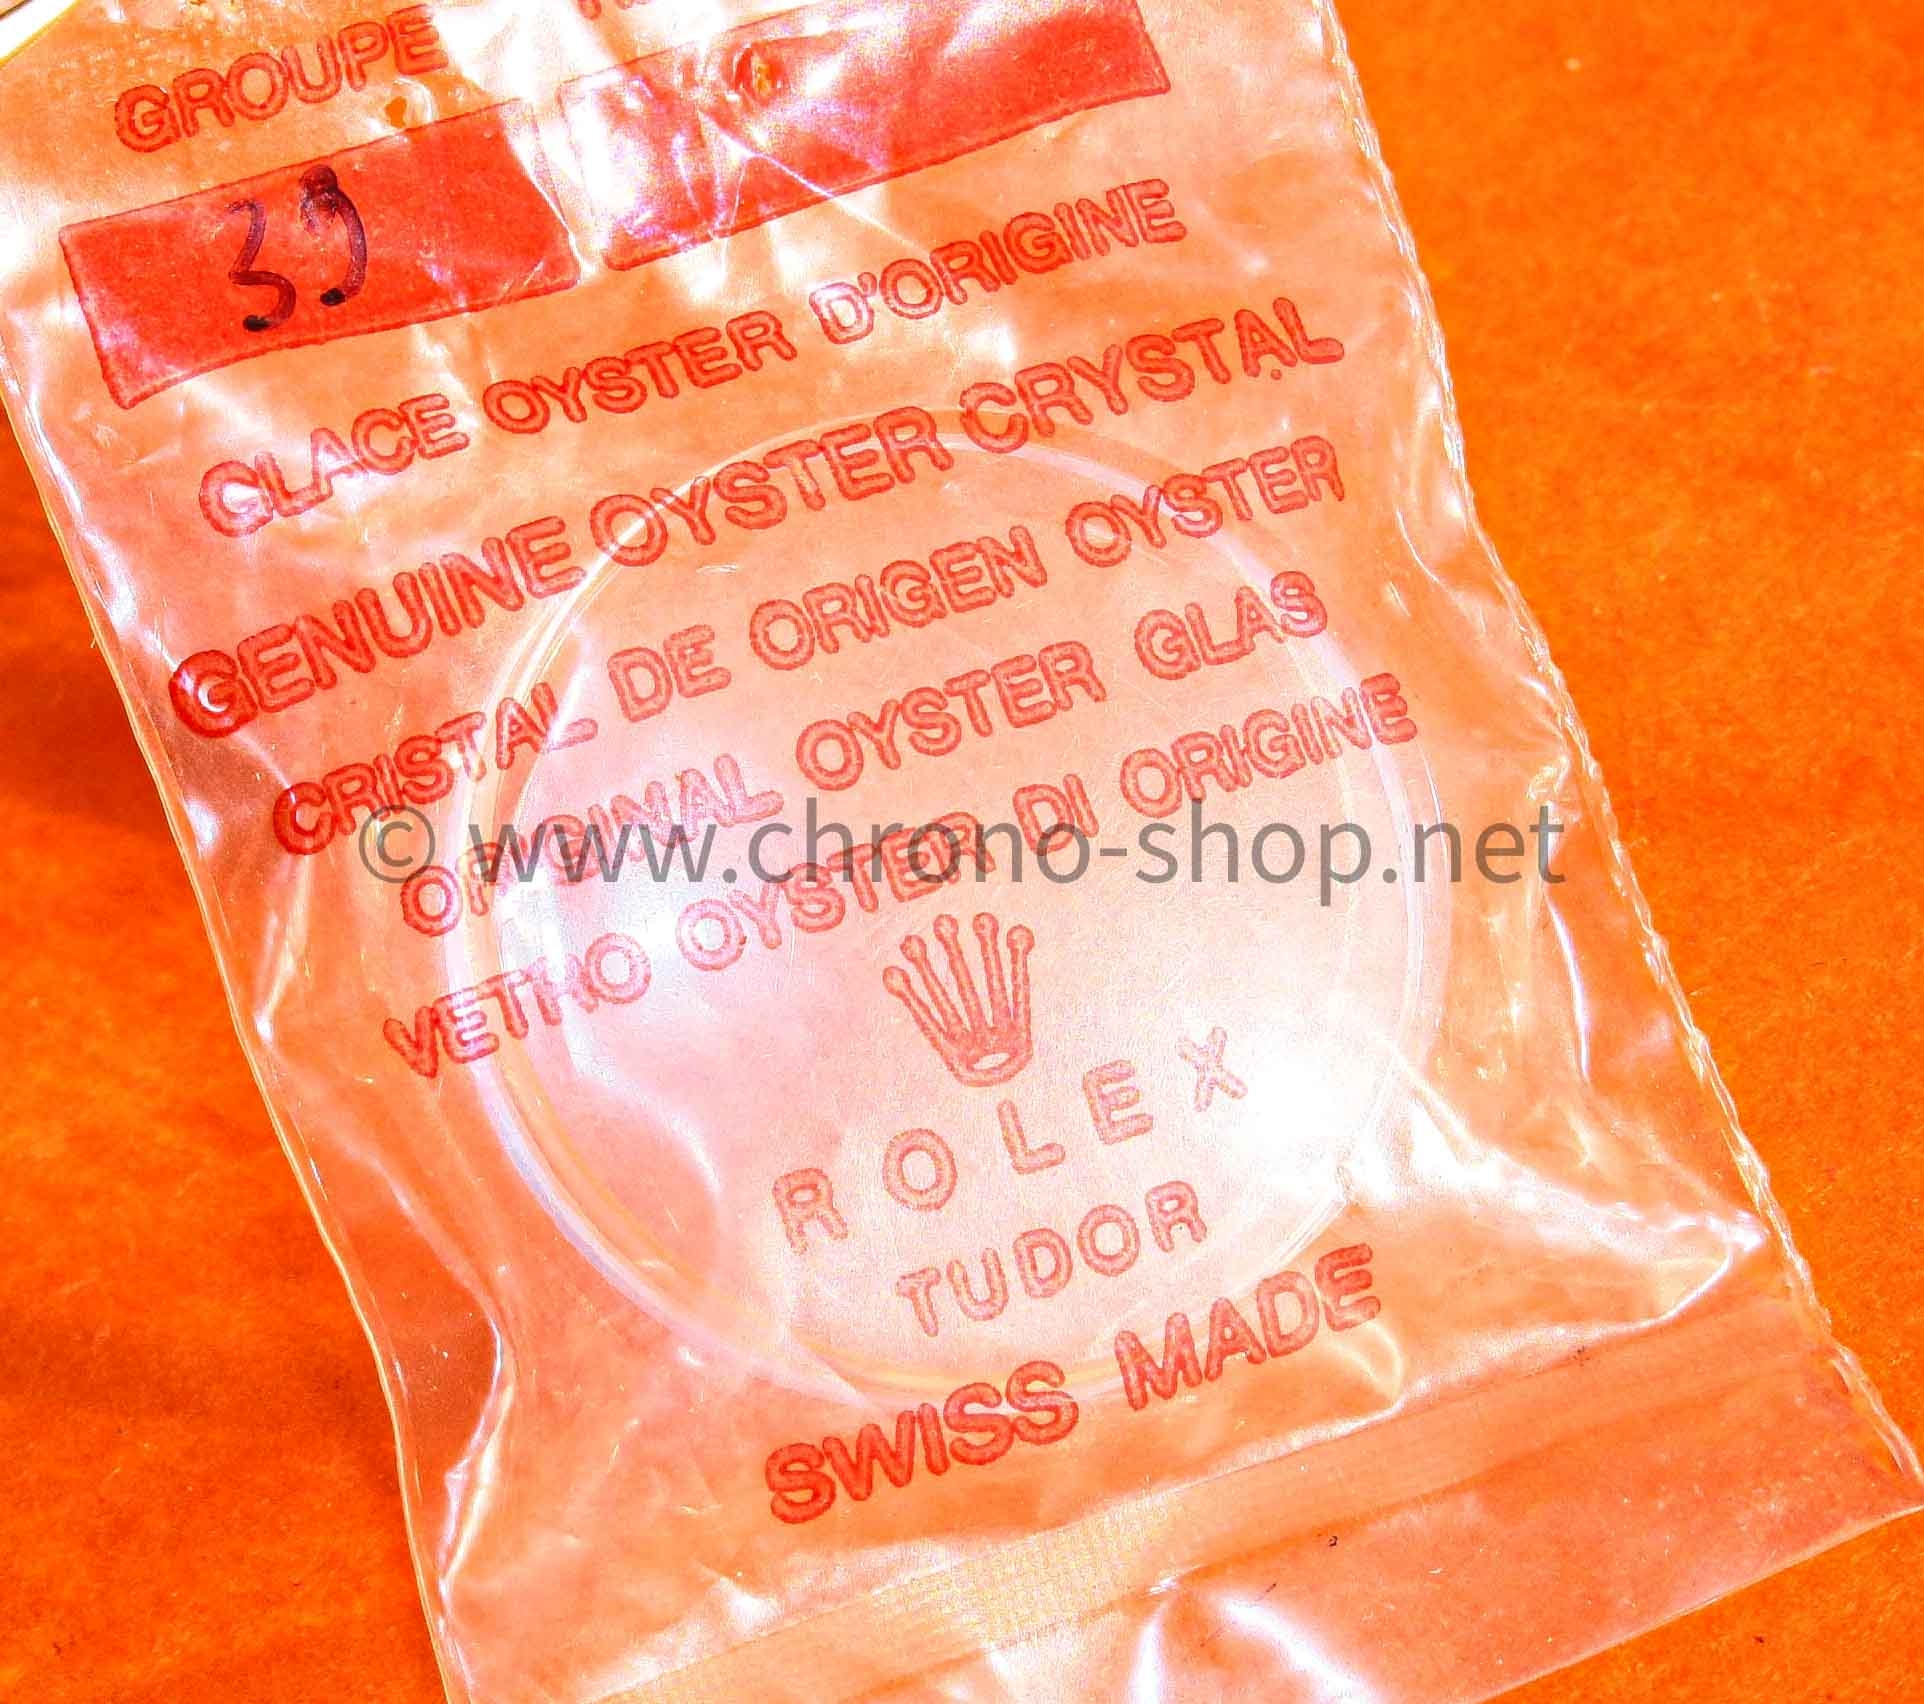 GROUPE
39
GLACE OYSTER D'ORIGINE
GENUINE OYSTER CRYSTAL
CRISTAL DE ORIGEN OYSTER
ORIGINAL OYSTER GLAS
VETRO OYSTER DI ORIGINE
© www.chrono-shop.net
ROLEX
TUDOR
SWISS MADE